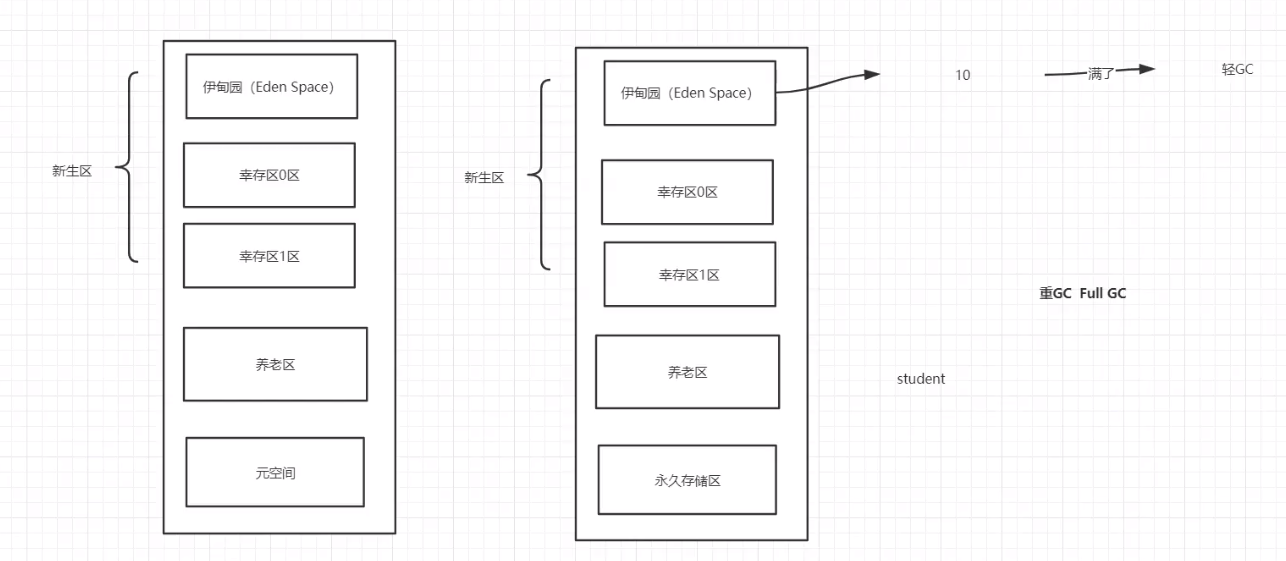 伊甸园（Eden Space）
新生区
幸存区0区
幸存区1区
养老区
元空间
伊甸园（Eden Space）
新生区
幸存区0区
幸存区1区
养老区
永久存储区
10
满了
轻GC
重GC Full GC
student